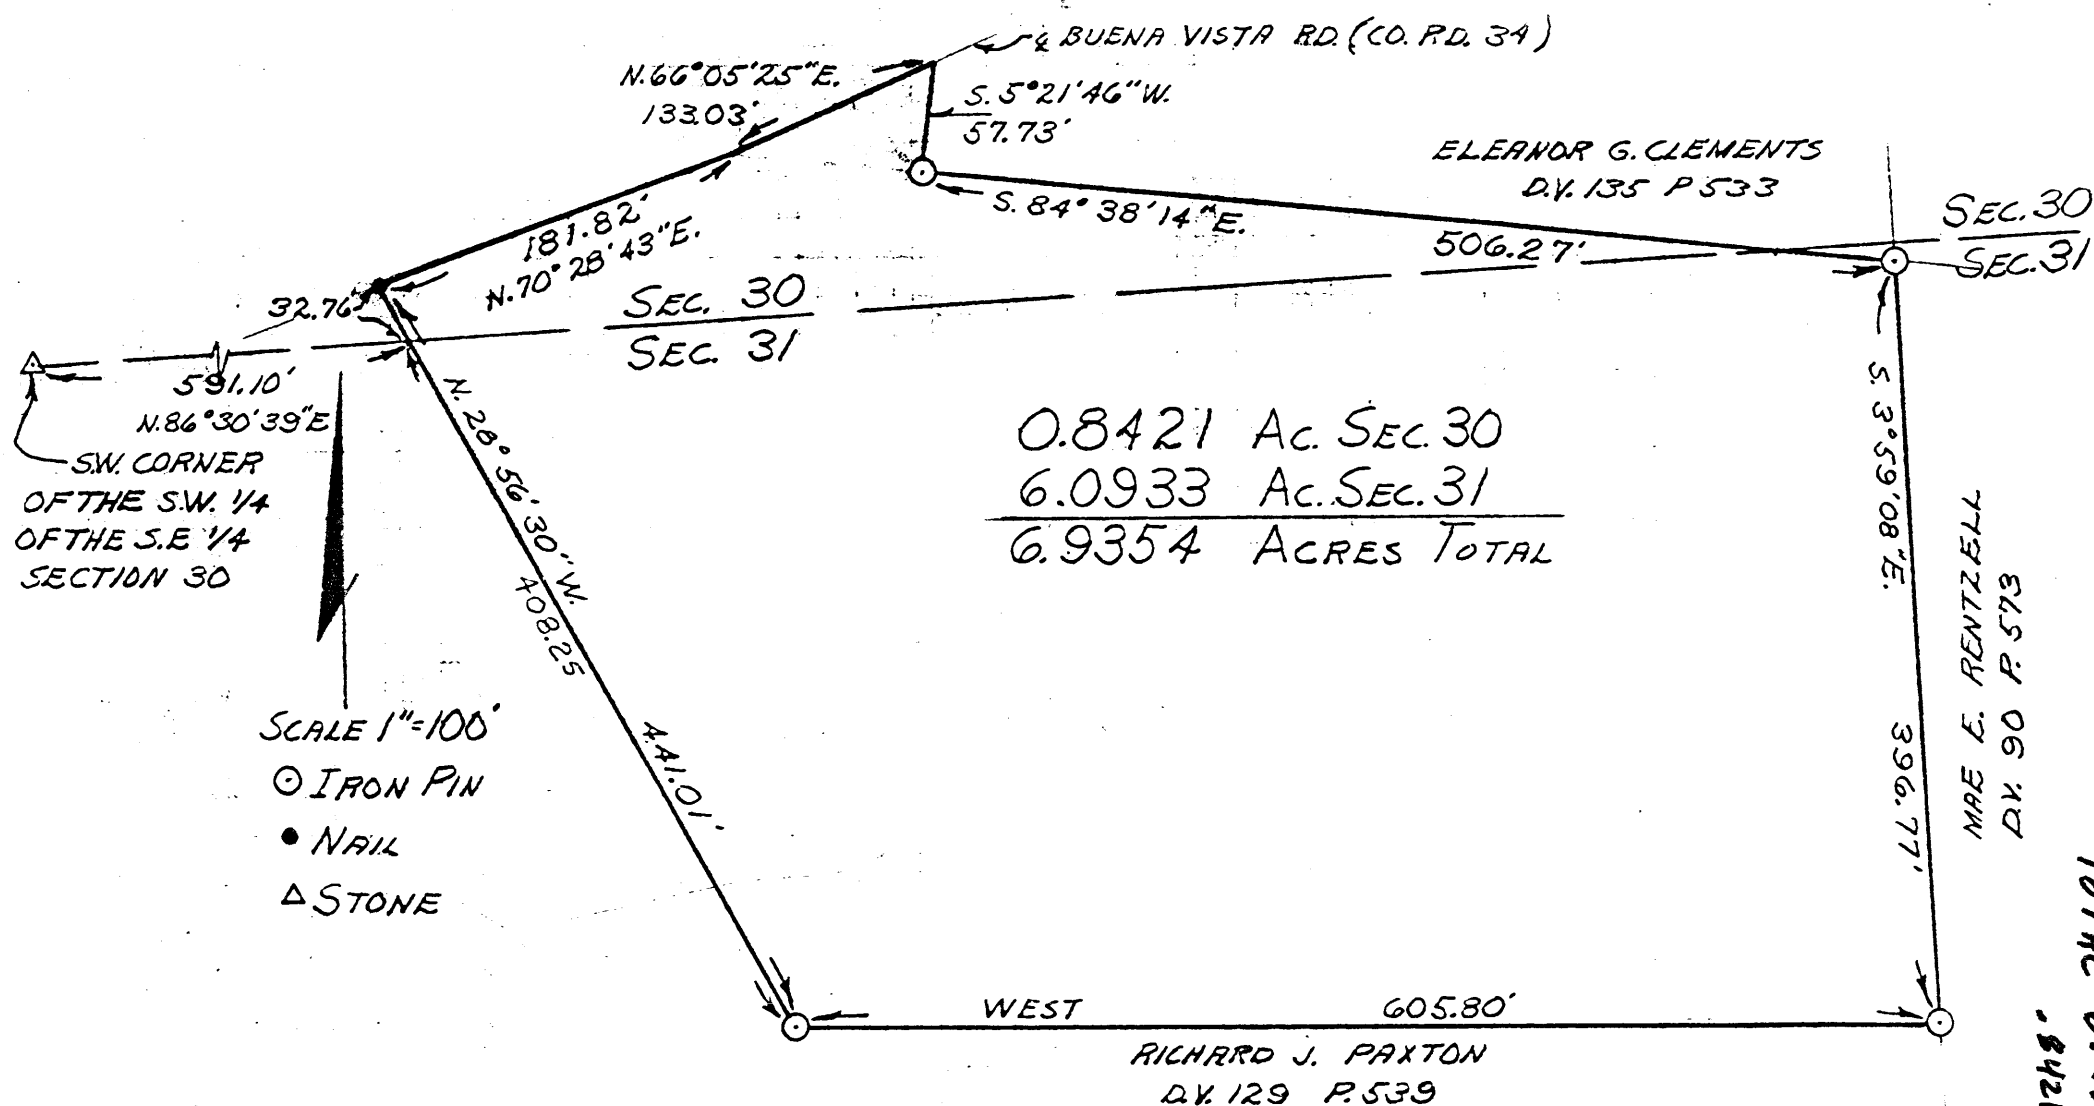 ℄ BUENA VISTA RD. (CO. RD. 34)
N.66°05'25"E.
133.03'
S. 5°21'46"W.
57.73'
ELEANOR G. CLEMENTS
D.V. 135 P 533
S. 84°38'14"E.
506.27'
SEC. 30
SEC. 31
181.82'
N.70°28'43"E.
32.76'
SEC. 30
SEC. 31
591.10'
N.86°30'39"E
S.W. CORNER
OF THE S.W. 1/4
OF THE S.E 1/4
SECTION 30
N. 28°56'30"W.
408.25
441.01'
0.8421 AC. SEC. 30
6.0933 AC. SEC. 31
6.9354 ACRES TOTAL
S. 3°59'08"E.
396.77'
MAE E. RENTZELL
D.V. 90 P. 573
SCALE 1"=100'
IRON PIN
NAIL
STONE
WEST 605.80'
RICHARD J. PAXTON
D.V. 129 P. 539
.8421